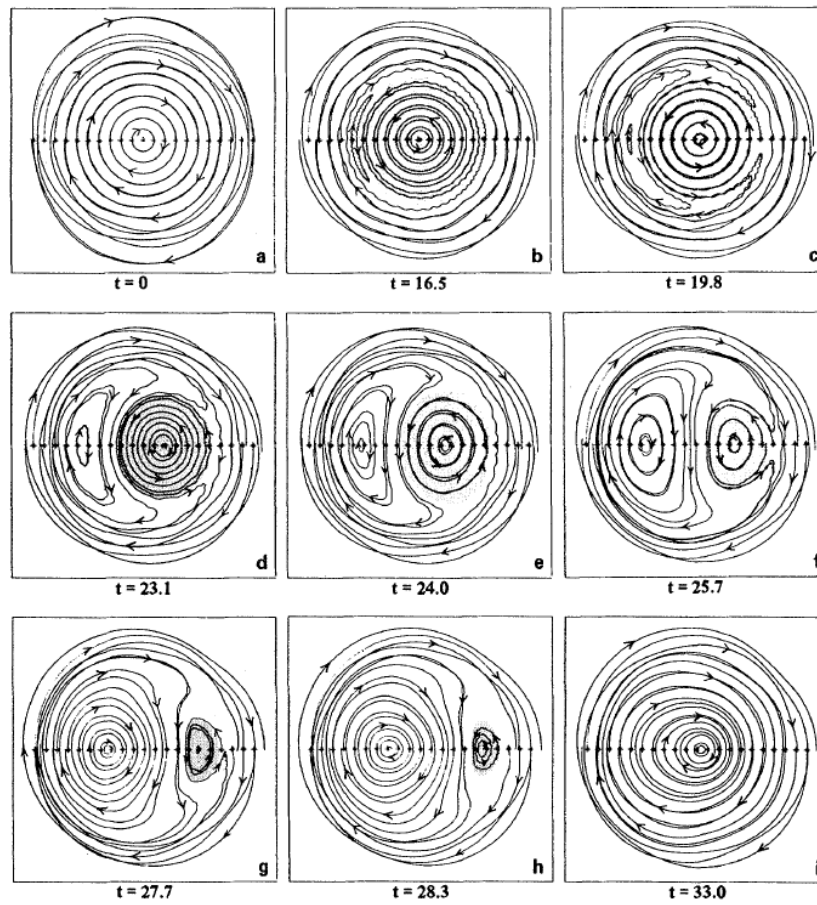 a b c
t = 0 t = 16.5 t = 19.8
d e f
t = 23.1 t = 24.0 t = 25.7
g h i
t = 27.7 t = 28.3 t = 33.0